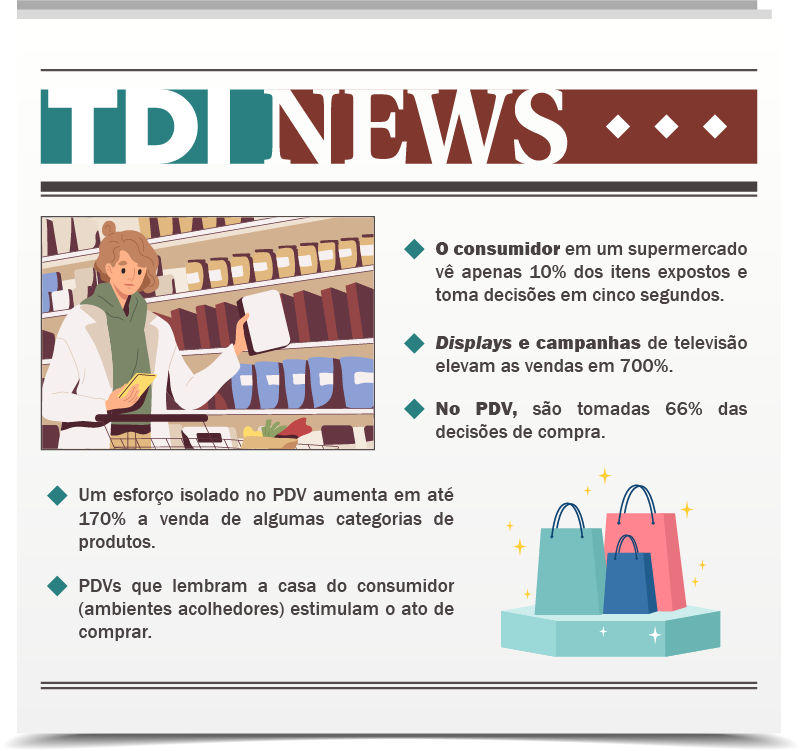 TDI NEWS
O consumidor em um supermercado
vê apenas 10% dos itens expostos e
toma decisões em cinco segundos.
Displays e campanhas de televisão
elevam as vendas em 700%.
No PDV, são tomadas 66% das
decisões de compra.
Um esforço isolado no PDV aumenta em até
170% a venda de algumas categorias de
produtos.
PDVs que lembram a casa do consumidor
(ambientes acolhedores) estimulam o ato de
comprar.